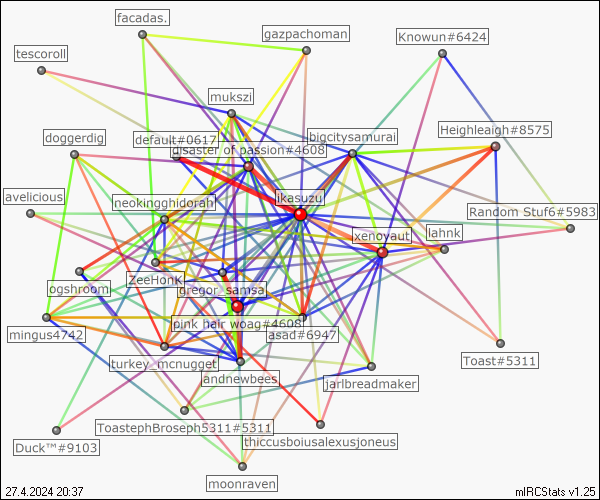 facadas.
gazpachoman
Knowun#6424
tescoroll
mukszi
Heighleaigh#8575
default#0617
bigcitysamurai
doggerdig
disaster of passion#4608
avelicious
ikasuzu
neokingghidorah
Random Stuf6#5983
lahnk
xenoyaut
ZeeHonK
ogshroom
gregor_samsa
pink hair woag#4608
asad#6947
mingus4742
Toast#5311
turkey_mcnugget
andnewbees
jarlbreadmaker
ToastephBroseph5311#5311
thiccusboiusalexusjoneus
Duck™#9103
moonraven
27.4.2024 20:37
mIRCStats v1.25